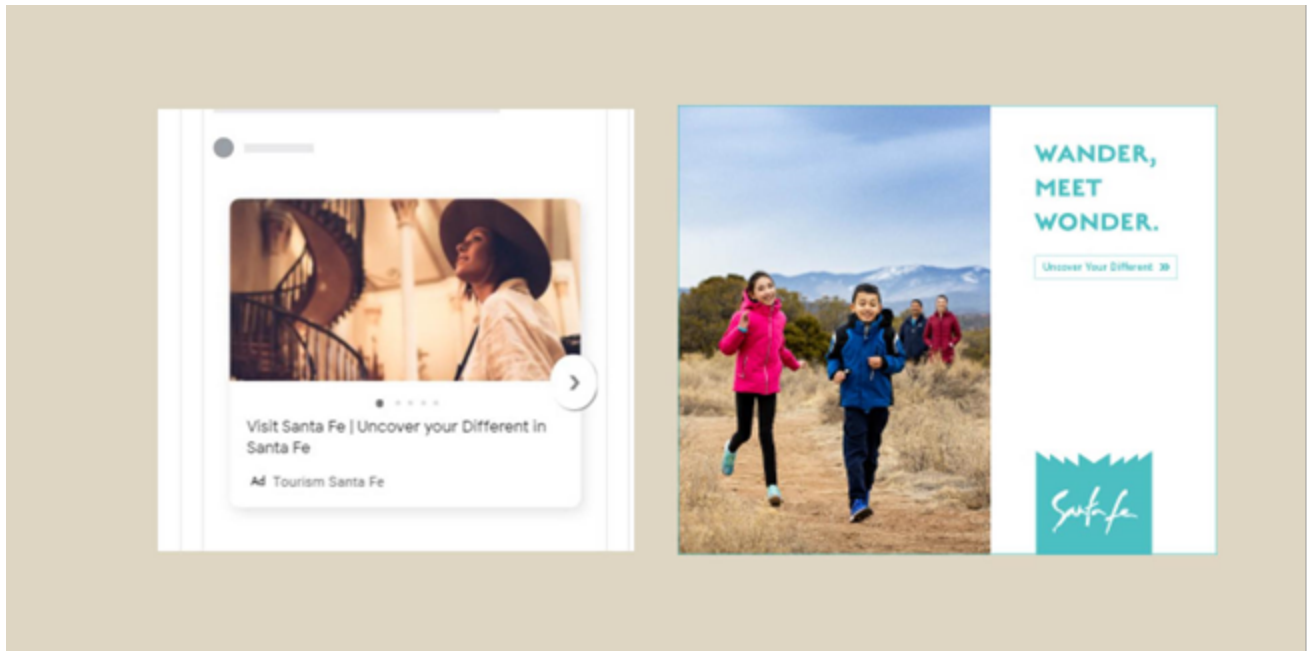 Visit Santa Fe | Uncover your Different in
Santa Fe
Ad Tourism Santa Fe
WANDER,
MEET
WONDER.
Uncover Your Different »
Santa Fe